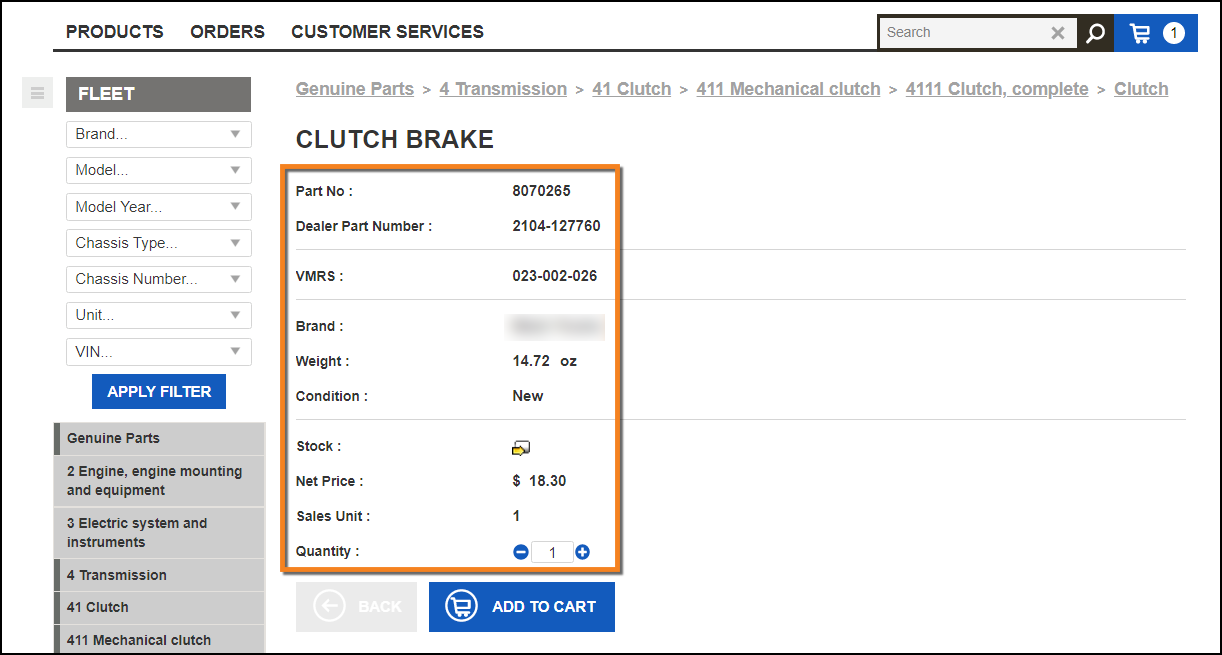 PRODUCTS ORDERS CUSTOMER SERVICES
Search 1
FLEET
Brand...
Model...
Model Year...
Chassis Type...
Chassis Number...
Unit...
VIN...
APPLY FILTER
Genuine Parts
2 Engine, engine mounting
and equipment
3 Electric system and
instruments
4 Transmission
41 Clutch
411 Mechanical clutch
Genuine Parts > 4 Transmission > 41 Clutch > 411 Mechanical clutch > 4111 Clutch, complete > Clutch
CLUTCH BRAKE
Part No : 8070265
Dealer Part Number : 2104-127760
VMRS : 023-002-026
Brand :
Weight : 14.72 oz
Condition : New
Stock :
Net Price : $ 18.30
Sales Unit : 1
Quantity : 1
BACK ADD TO CART